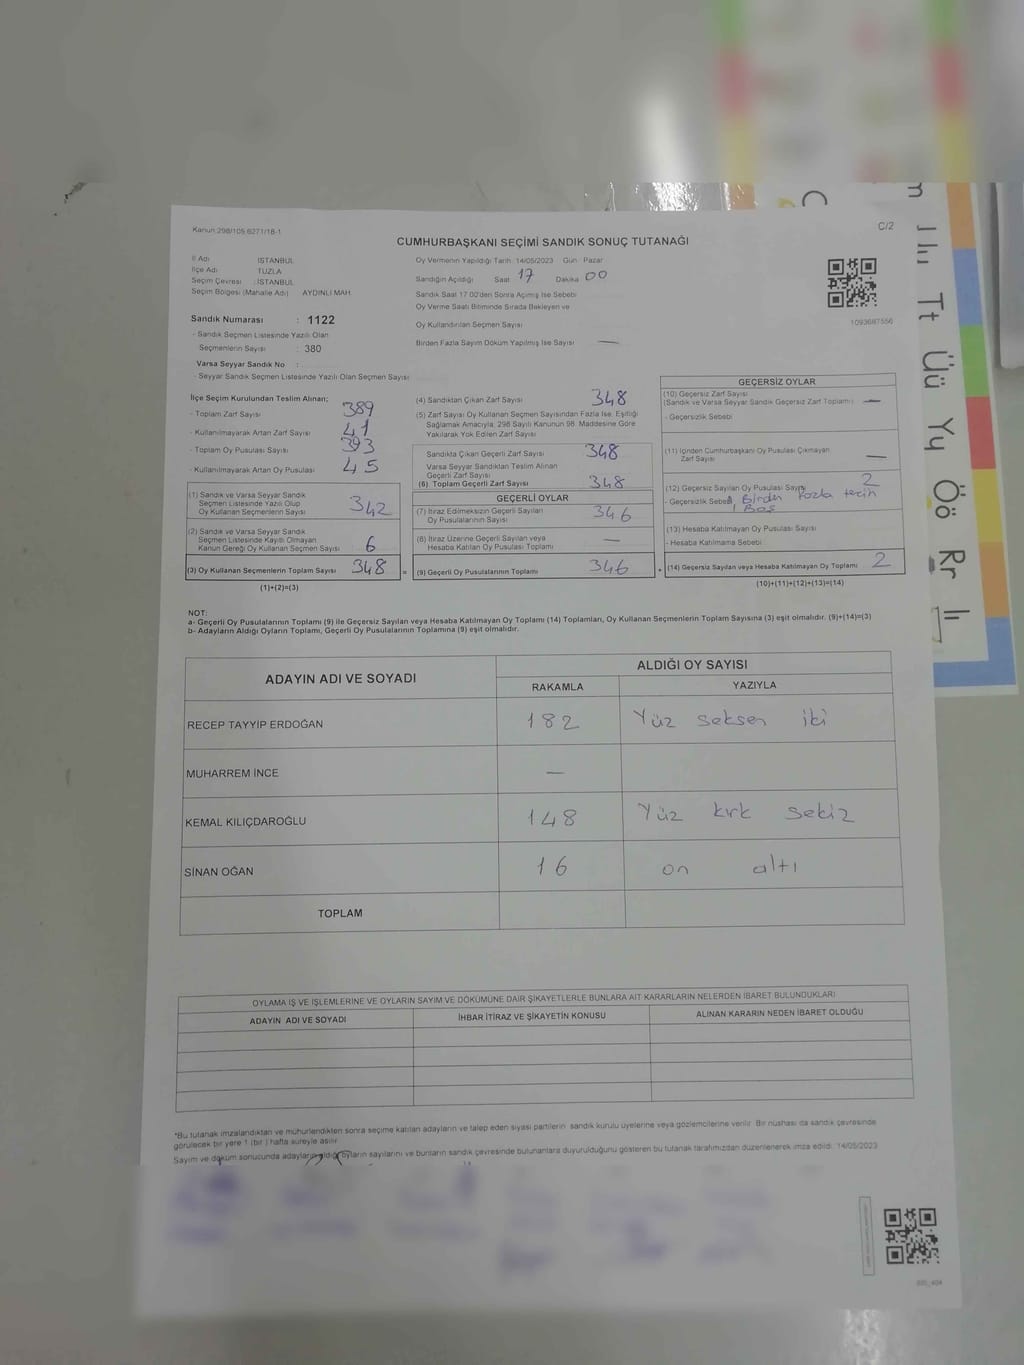 Kanun:298/105,6271/18-1
C/2
CUMHURBAŞKANI SEÇİMİ SANDIK SONUÇ TUTANAĞI
İl Adı İSTANBUL
İlçe Adı TUZLA
Seçim Çevresi : İSTANBUL
Seçim Bölgesi (Mahalle Adı) AYDINLI MAH.
Sandık Numarası : 1122
- Sandık Seçmen Listesinde Yazılı Olan
Seçmenlerin Sayısı : 380
Varsa Seyyar Sandık No :
- Seyyar Sandık Seçmen Listesinde Yazılı Olan Seçmen Sayısı
Oy Vermenin Yapıldığı Tarih: 14/05/2023 Gün: Pazar
Sandığın Açıldığı Saat 17 Dakika 00
Sandık Saat 17:00'den Sonra Açılmış İse Sebebi
Oy Verme Saati Bitiminde Sırada Bekleyen ve
Oy Kullandırılan Seçmen Sayısı
Birden Fazla Sayım Döküm Yapılmış İse Sayısı —
1093687556
İlçe Seçim Kurulundan Teslim Alınan;
- Toplam Zarf Sayısı 389
- Kullanılmayarak Artan Zarf Sayısı 41
- Toplam Oy Pusulası Sayısı 393
- Kullanılmayarak Artan Oy Pusulası 45
(1) Sandık ve Varsa Seyyar Sandık
Seçmen Listesinde Yazılı Olup
Oy Kullanan Seçmenlerin Sayısı 342
(2) Sandık ve Varsa Seyyar Sandık
Seçmen Listesinde Kayıtlı Olmayan
Kanun Gereği Oy Kullanan Seçmen Sayısı 6
(3) Oy Kullanan Seçmenlerin Toplam Sayısı 348 =
(1)+(2)=(3)
(4) Sandıktan Çıkan Zarf Sayısı 348
(5) Zarf Sayısı Oy Kullanan Seçmen Sayısından Fazla İse, Eşitliği
Sağlamak Amacıyla, 298 Sayılı Kanunun 98. Maddesine Göre
Yakılarak Yok Edilen Zarf Sayısı
Sandıkta Çıkan Geçerli Zarf Sayısı 348
Varsa Seyyar Sandıktan Teslim Alınan
Geçerli Zarf Sayısı
(6) Toplam Geçerli Zarf Sayısı 348
GEÇERLİ OYLAR
(7) İtiraz Edilmeksizin Geçerli Sayılan
Oy Pusulalarının Sayısı 346
(8) İtiraz Üzerine Geçerli Sayılan veya
Hesaba Katılan Oy Pusulası Toplamı —
(9) Geçerli Oy Pusulalarının Toplamı 346
GEÇERSİZ OYLAR
(10) Geçersiz Zarf Sayısı
(Sandık ve Varsa Seyyar Sandık Geçersiz Zarf Toplamı) —
- Geçersizlik Sebebi
(11) İçinden Cumhurbaşkanı Oy Pusulası Çıkmayan
Zarf Sayısı —
(12) Geçersiz Sayılan Oy Pusulası Sayısı 2
- Geçersizlik Sebebi 1 Birden fazla tercih
1 Boş
(13) Hesaba Katılmayan Oy Pusulası Sayısı
- Hesaba Katılmama Sebebi
(14) Geçersiz Sayılan veya Hesaba Katılmayan Oy Toplamı 2
(10)+(11)+(12)+(13)=(14)
NOT:
a- Geçerli Oy Pusulalarının Toplamı (9) ile Geçersiz Sayılan veya Hesaba Katılmayan Oy Toplamı (14) Toplamları, Oy Kullanan Seçmenlerin Toplam Sayısına (3) eşit olmalıdır. (9)+(14)=(3)
b- Adayların Aldığı Oyların Toplamı, Geçerli Oy Pusulalarının Toplamına (9) eşit olmalıdır.
ADAYIN ADI VE SOYADI ALDIĞI OY SAYISI
RAKAMLA YAZIYLA
RECEP TAYYİP ERDOĞAN 182 Yüz seksen iki
MUHARREM İNCE —
KEMAL KILIÇDAROĞLU 148 Yüz kırk sekiz
SİNAN OĞAN 16 on altı
TOPLAM
OYLAMA İŞ VE İŞLEMLERİNE VE OYLARIN SAYIM VE DÖKÜMÜNE DAİR ŞİKAYETLERLE BUNLARA AİT KARARLARIN NELERDEN İBARET BULUNDUKLARI
ADAYIN ADI VE SOYADI İHBAR İTİRAZ VE ŞİKAYETİN KONUSU ALINAN KARARIN NEDEN İBARET OLDUĞU
*Bu tutanak imzalandıktan ve mühürlendikten sonra seçime katılan adayların ve talep eden siyasi partilerin sandık kurulu üyelerine veya gözlemcilerine verilir. Bir nüshası da sandık çevresinde
görülecek bir yere 1 (bir) hafta süreyle asılır.
Sayım ve döküm sonucunda adayların aldığı oyların sayılarını ve bunların sandık çevresinde bulunanlara duyurulduğunu gösteren bu tutanak tarafımızdan düzenlenerek imza edildi. 14/05/2023
Tt
Üü
Yy
Öö
Rr